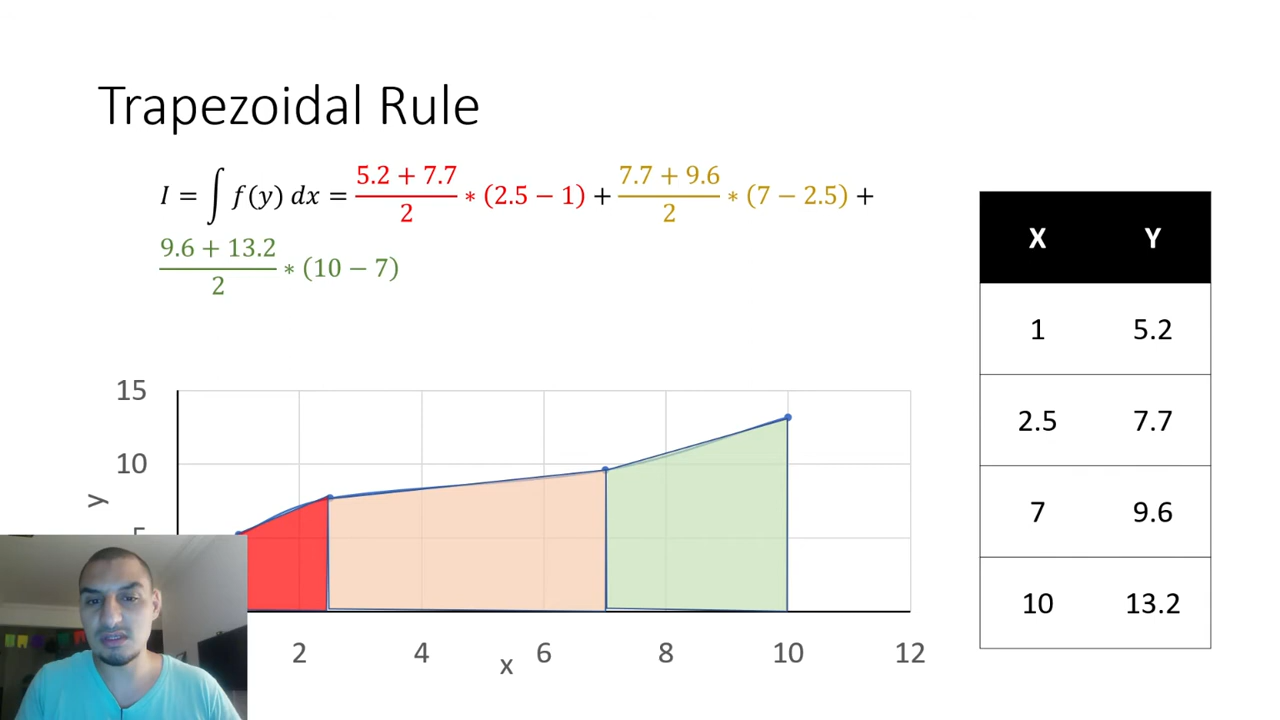 Trapezoidal Rule
I = ∫ f(y) dx = (5.2 + 7.7)/2 ∗ (2.5 − 1) + (7.7 + 9.6)/2 ∗ (7 − 2.5) +
(9.6 + 13.2)/2 ∗ (10 − 7)
X Y
1 5.2
2.5 7.7
7 9.6
10 13.2
15
10
5
y
2 4 6 8 10 12
x